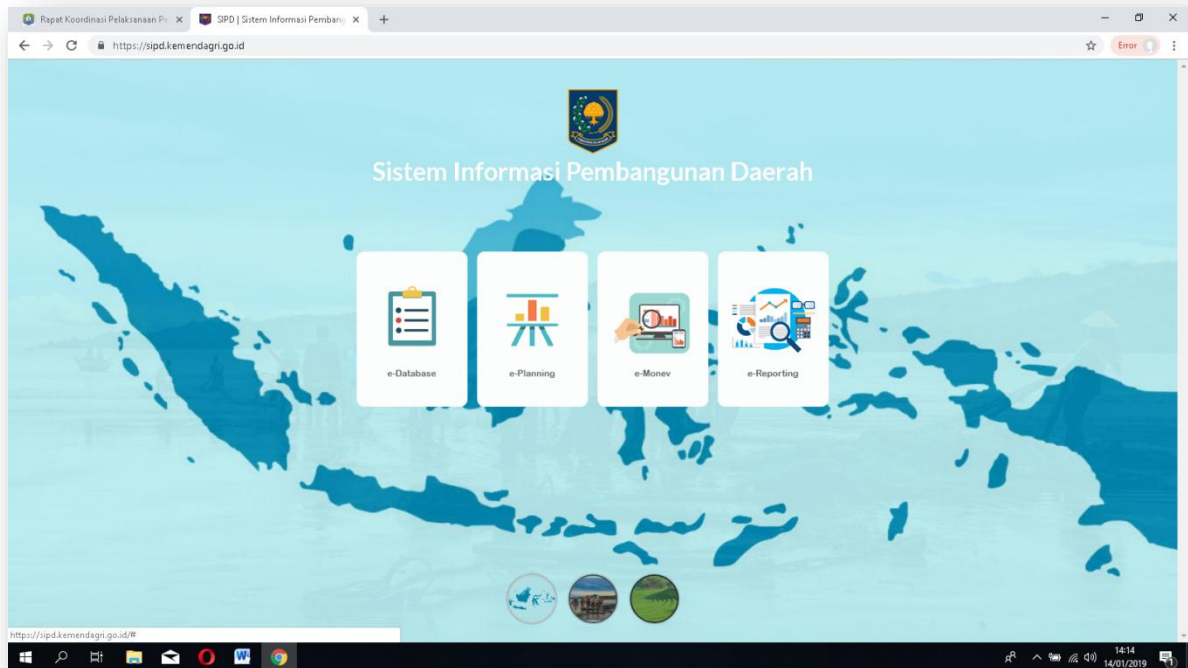 Rapat Koordinasi Pelaksanaan Pe
SIPD | Sistem Informasi Pembang
https://sipd.kemendagri.go.id
Error
Sistem Informasi Pembangunan Daerah
e-Database
e-Planning
e-Monev
e-Reporting
https://sipd.kemendagri.go.id/#
14:14
14/01/2019